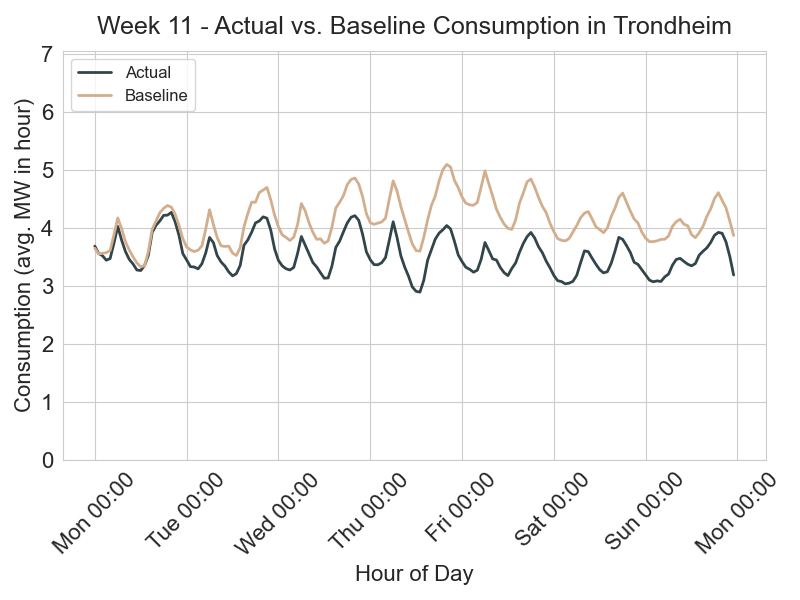 Week 11 - Actual vs. Baseline Consumption in Trondheim
Actual
Baseline
Consumption (avg. MW in hour)
7
6
5
4
3
2
1
0
Mon 00:00
Tue 00:00
Wed 00:00
Thu 00:00
Fri 00:00
Sat 00:00
Sun 00:00
Mon 00:00
Hour of Day